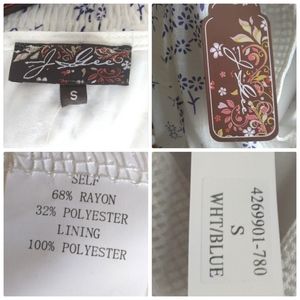 S
SELF
68% RAYON
32% POLYESTER
LINING
100% POLYESTER
4269901-780
S
WHT/BLUE